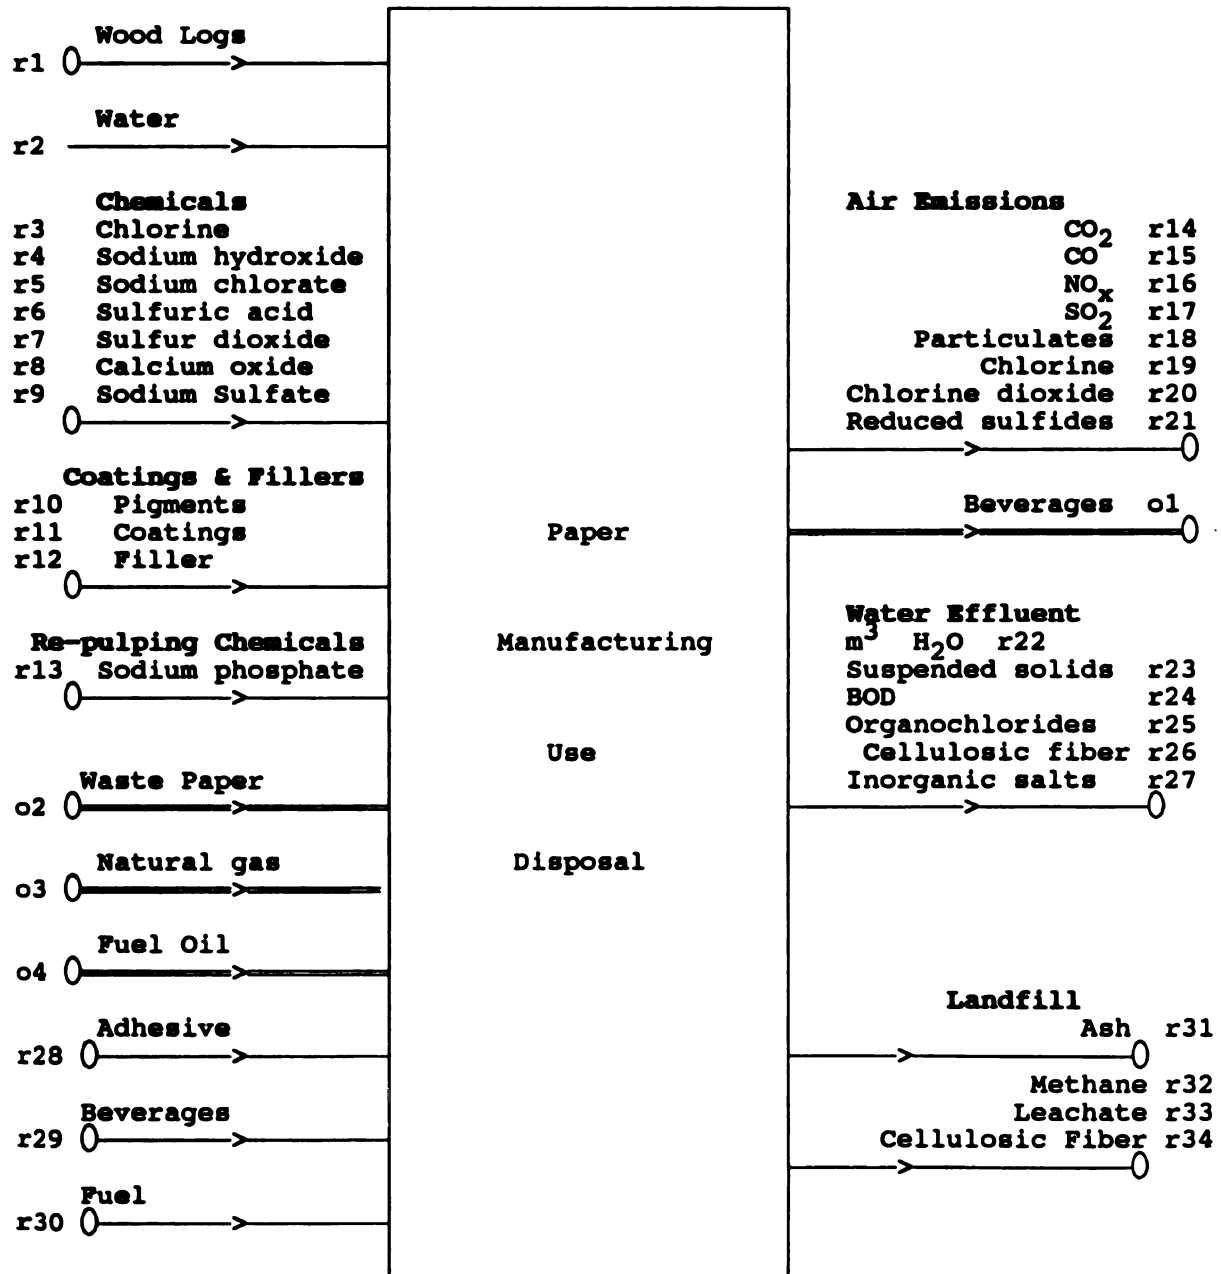 Wood Logs
r1
Water
r2
Chemicals
r3 Chlorine
r4 Sodium hydroxide
r5 Sodium chlorate
r6 Sulfuric acid
r7 Sulfur dioxide
r8 Calcium oxide
r9 Sodium Sulfate
Coatings & Fillers
r10 Pigments
r11 Coatings
r12 Filler
Re-pulping Chemicals
r13 Sodium phosphate
Waste Paper
o2
Natural gas
o3
Fuel Oil
o4
Adhesive
r28
Beverages
r29
Fuel
r30
Paper
Manufacturing
Use
Disposal
Air Emissions
CO2 r14
CO r15
NOx r16
SO2 r17
Particulates r18
Chlorine r19
Chlorine dioxide r20
Reduced sulfides r21
Beverages o1
Water Effluent
m³ H2O r22
Suspended solids r23
BOD r24
Organochlorides r25
Cellulosic fiber r26
Inorganic salts r27
Landfill
Ash r31
Methane r32
Leachate r33
Cellulosic Fiber r34